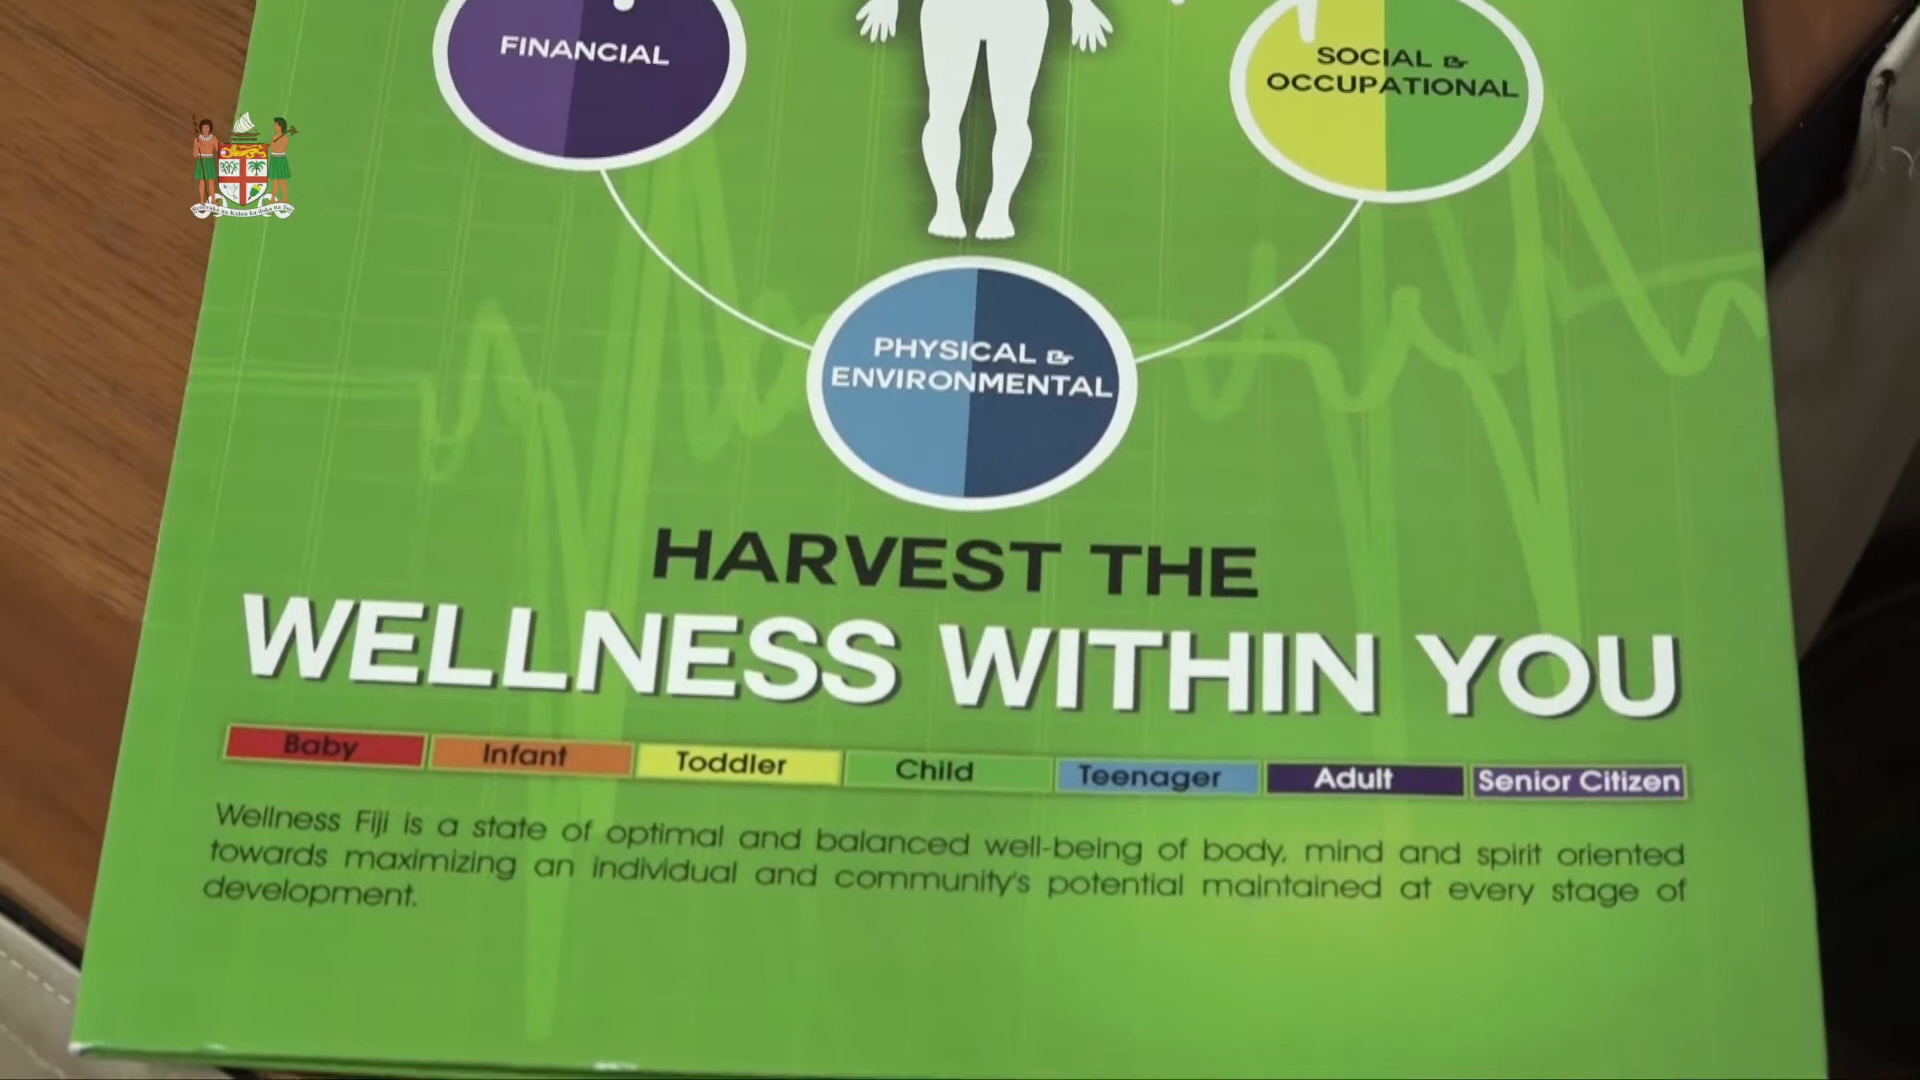 FINANCIAL
SOCIAL &
OCCUPATIONAL
PHYSICAL &
ENVIRONMENTAL
HARVEST THE
WELLNESS WITHIN YOU
Baby Infant Toddler Child Teenager Adult Senior Citizen
Wellness Fiji is a state of optimal and balanced well-being of body, mind and spirit oriented
towards maximizing an individual and community's potential maintained at every stage of
development.